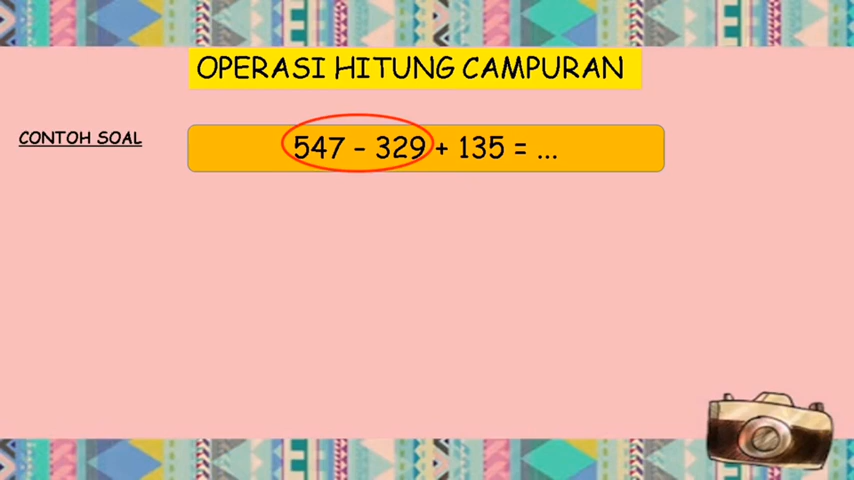 OPERASI HITUNG CAMPURAN
CONTOH SOAL
547 – 329 + 135 = ...